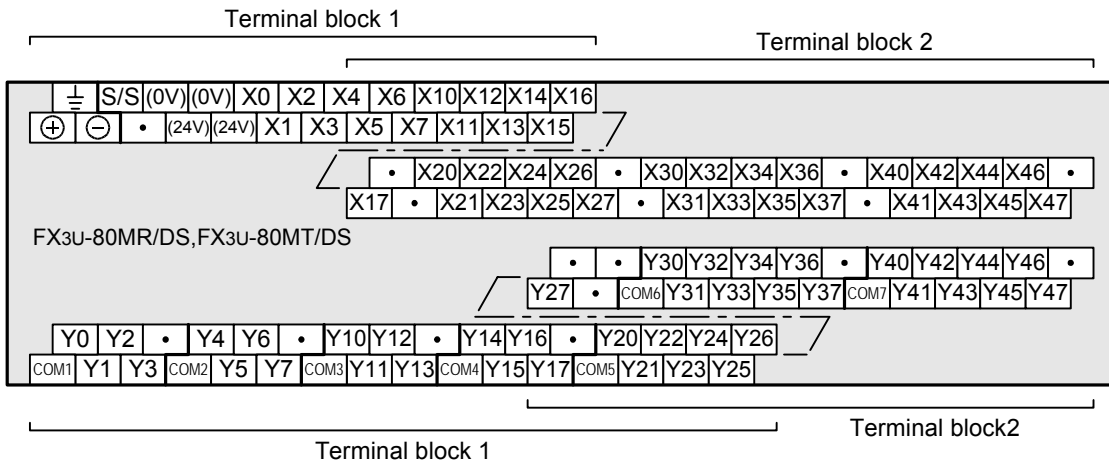 Terminal block 1
Terminal block 2
S/S (0V) (0V) X0 X2 X4 X6 X10 X12 X14 X16
+ − • (24V) (24V) X1 X3 X5 X7 X11 X13 X15
• X20 X22 X24 X26 • X30 X32 X34 X36 • X40 X42 X44 X46 •
X17 • X21 X23 X25 X27 • X31 X33 X35 X37 • X41 X43 X45 X47
FX3U-80MR/DS,FX3U-80MT/DS
• • Y30 Y32 Y34 Y36 • Y40 Y42 Y44 Y46 •
Y27 • COM6 Y31 Y33 Y35 Y37 COM7 Y41 Y43 Y45 Y47
Y0 Y2 • Y4 Y6 • Y10 Y12 • Y14 Y16 • Y20 Y22 Y24 Y26
COM1 Y1 Y3 COM2 Y5 Y7 COM3 Y11 Y13 COM4 Y15 Y17 COM5 Y21 Y23 Y25
Terminal block2
Terminal block 1